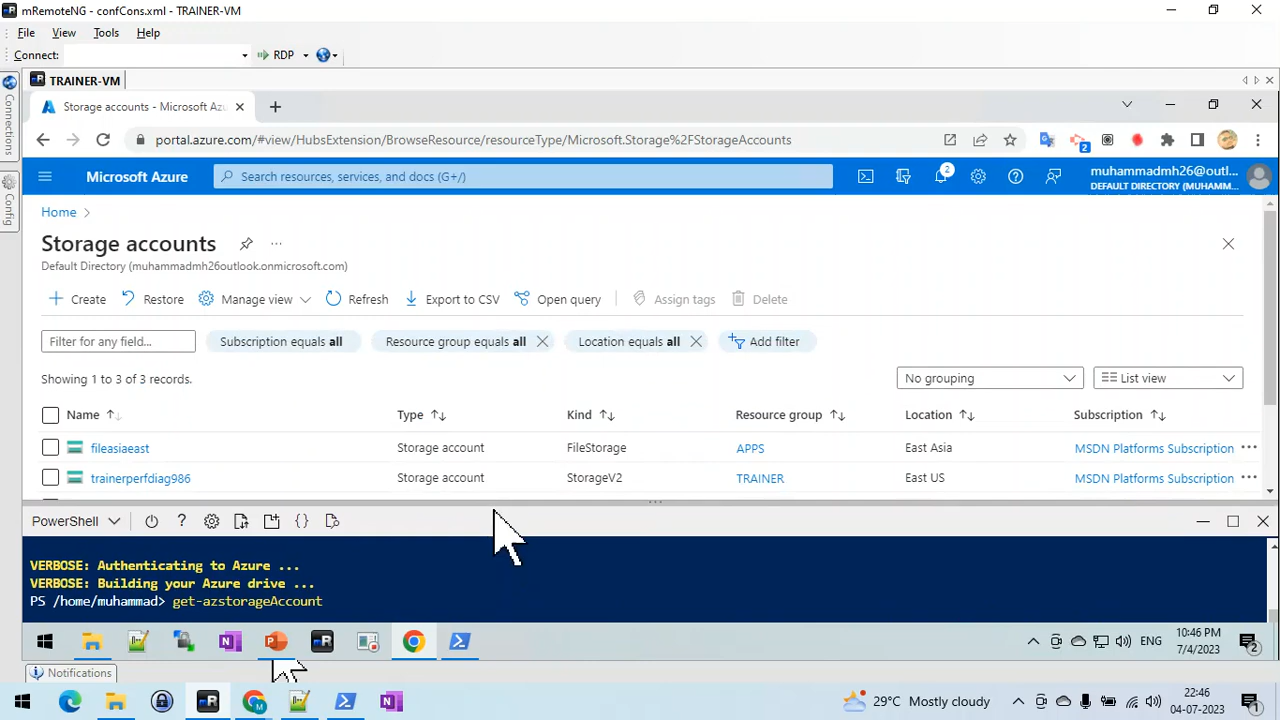 mRemoteNG - confCons.xml - TRAINER-VM
File View Tools Help
Connect: RDP
TRAINER-VM
Connections
Config
Storage accounts - Microsoft Az
portal.azure.com/#view/HubsExtension/BrowseResource/resourceType/Microsoft.Storage%2FStorageAccounts
2
Microsoft Azure
Search resources, services, and docs (G+/)
2
muhammadmh26@outl...
DEFAULT DIRECTORY (MUHAMM...
Home
Storage accounts
Default Directory (muhammadmh26outlook.onmicrosoft.com)
Create Restore Manage view Refresh Export to CSV Open query Assign tags Delete
Filter for any field... Subscription equals all Resource group equals all Location equals all Add filter
Showing 1 to 3 of 3 records.
No grouping List view
Name Type Kind Resource group Location Subscription
fileasiaeast Storage account FileStorage APPS East Asia MSDN Platforms Subscription
trainerperfdiag986 Storage account StorageV2 TRAINER East US MSDN Platforms Subscription
PowerShell
VERBOSE: Authenticating to Azure ...
VERBOSE: Building your Azure drive ...
PS /home/muhammad> get-azstorageAccount
ENG
10:46 PM
7/4/2023
2
Notifications
29°C Mostly cloudy
22:46
04-07-2023
1